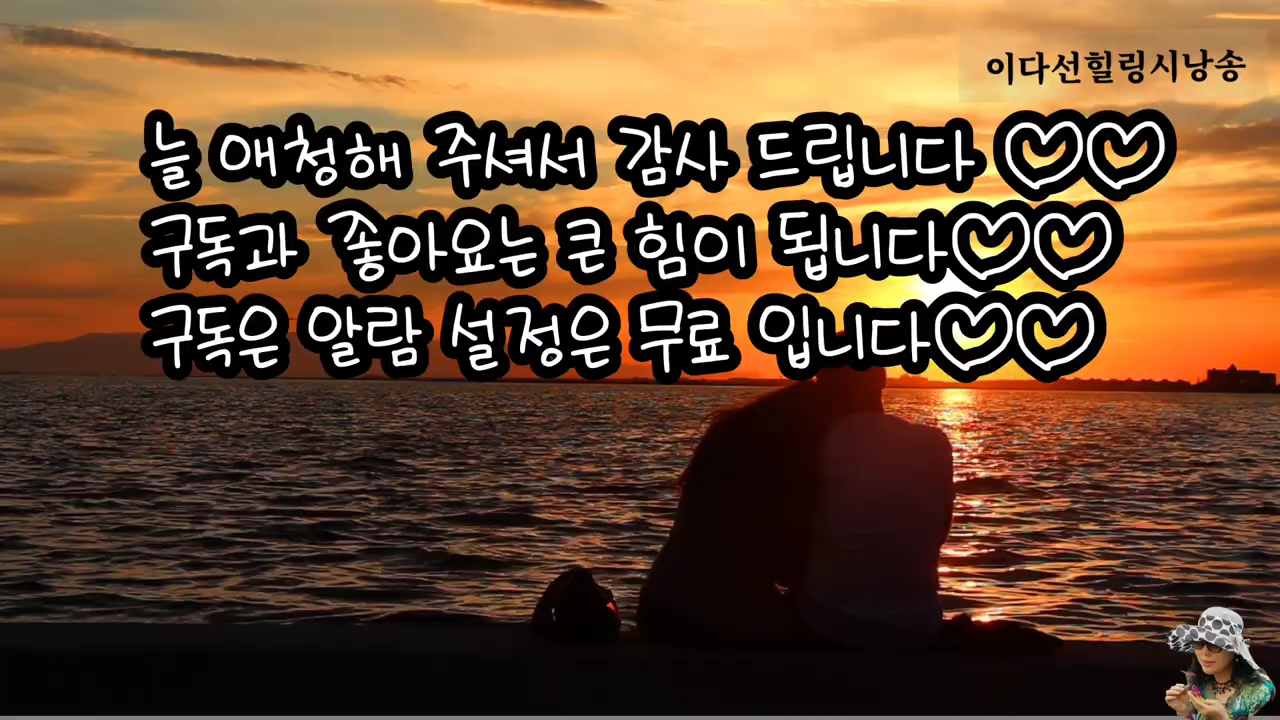 이다선힐링시낭송
늘 애청해 주셔서 감사 드립니다 ♡♡
구독과 좋아요는 큰 힘이 됩니다♡♡
구독은 알람 설정은 무료 입니다♡♡